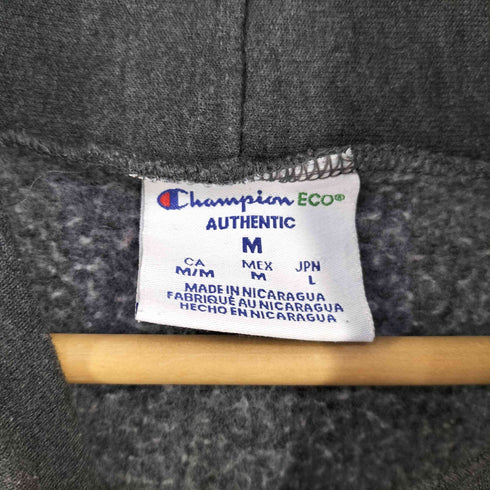 Champion ECO®
AUTHENTIC
M
CA MEX JPN
M/M M L
MADE IN NICARAGUA
FABRIQUÉ AU NICARAGUA
HECHO EN NICARAGUA